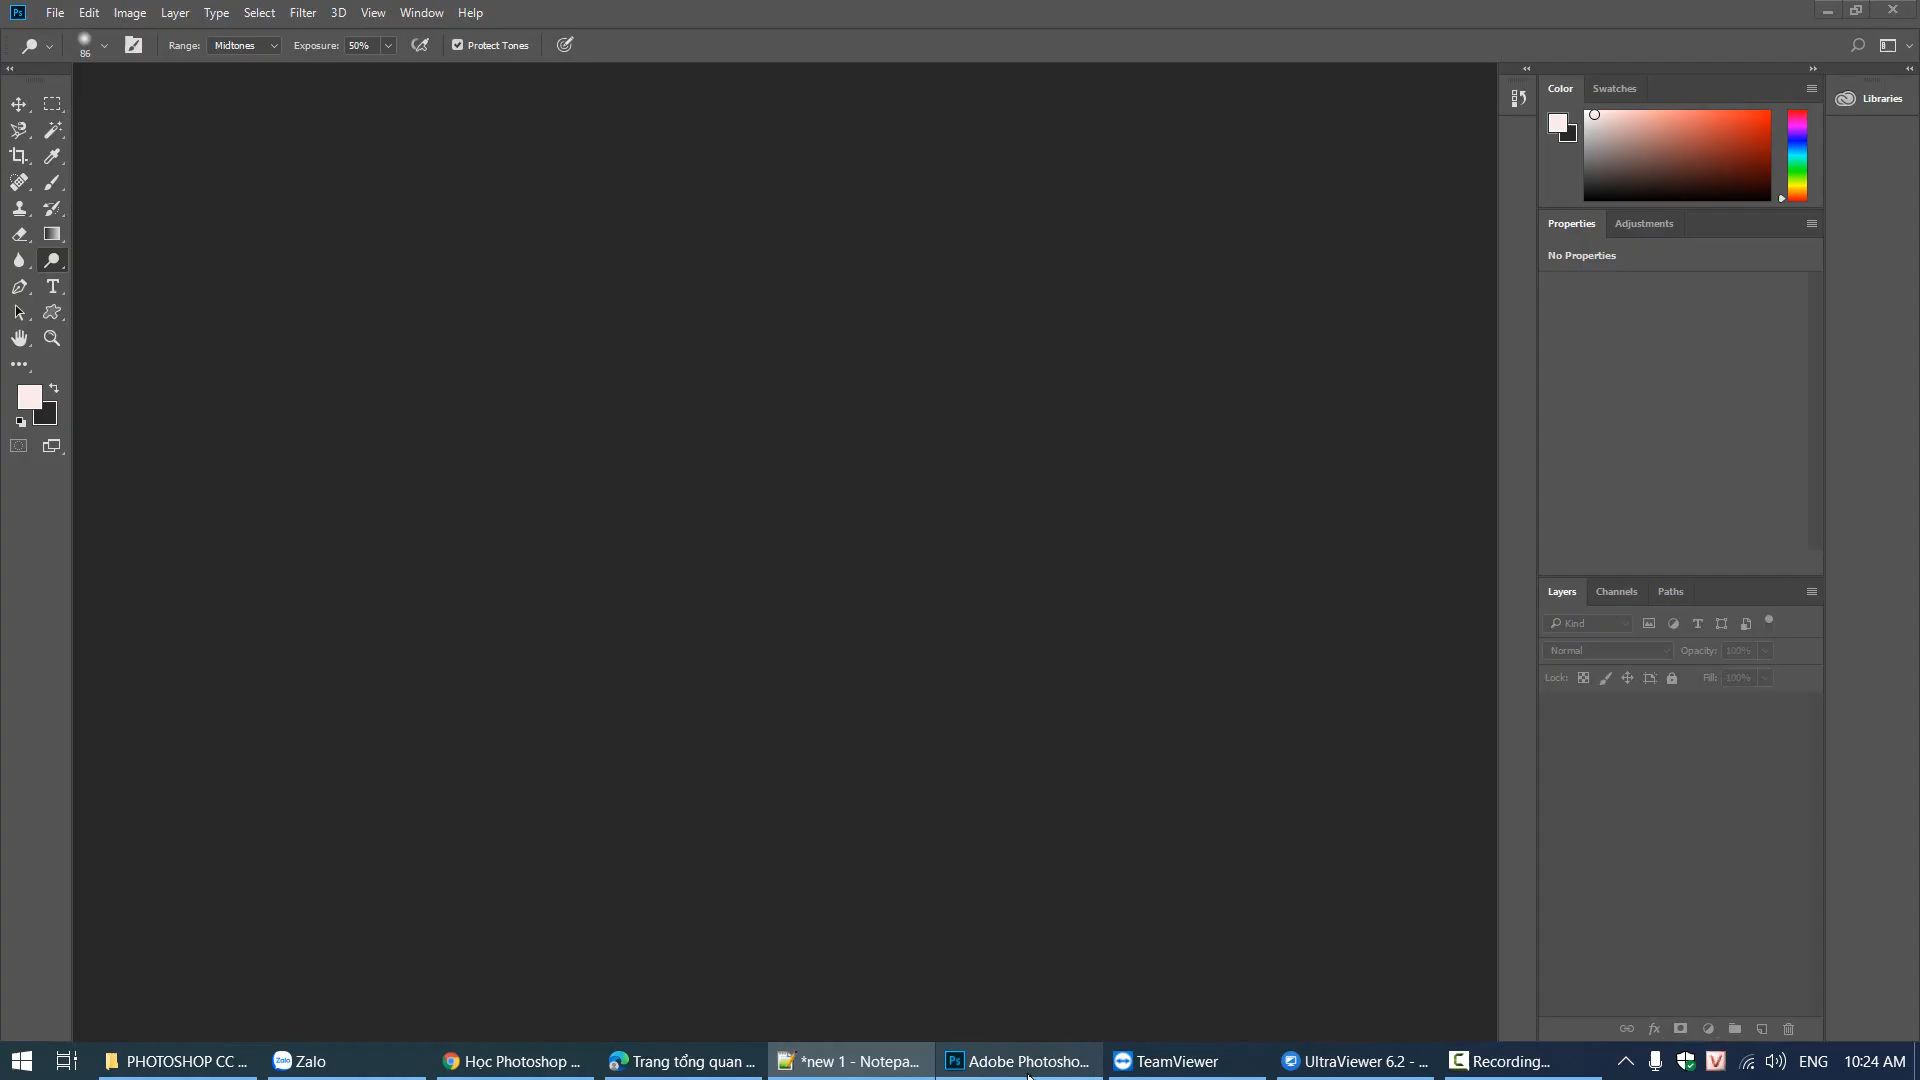 Ps File Edit Image Layer Type Select Filter 3D View Window Help
86 Range: Midtones Exposure: 50% Protect Tones
Color Swatches
Libraries
Properties Adjustments
No Properties
Layers Channels Paths
Kind
Normal Opacity: 100%
Lock: Fill: 100%
PHOTOSHOP CC ... Zalo Học Photoshop ... Trang tổng quan ... *new 1 - Notepa... Adobe Photosho... TeamViewer UltraViewer 6.2 - ... Recording... ENG 10:24 AM